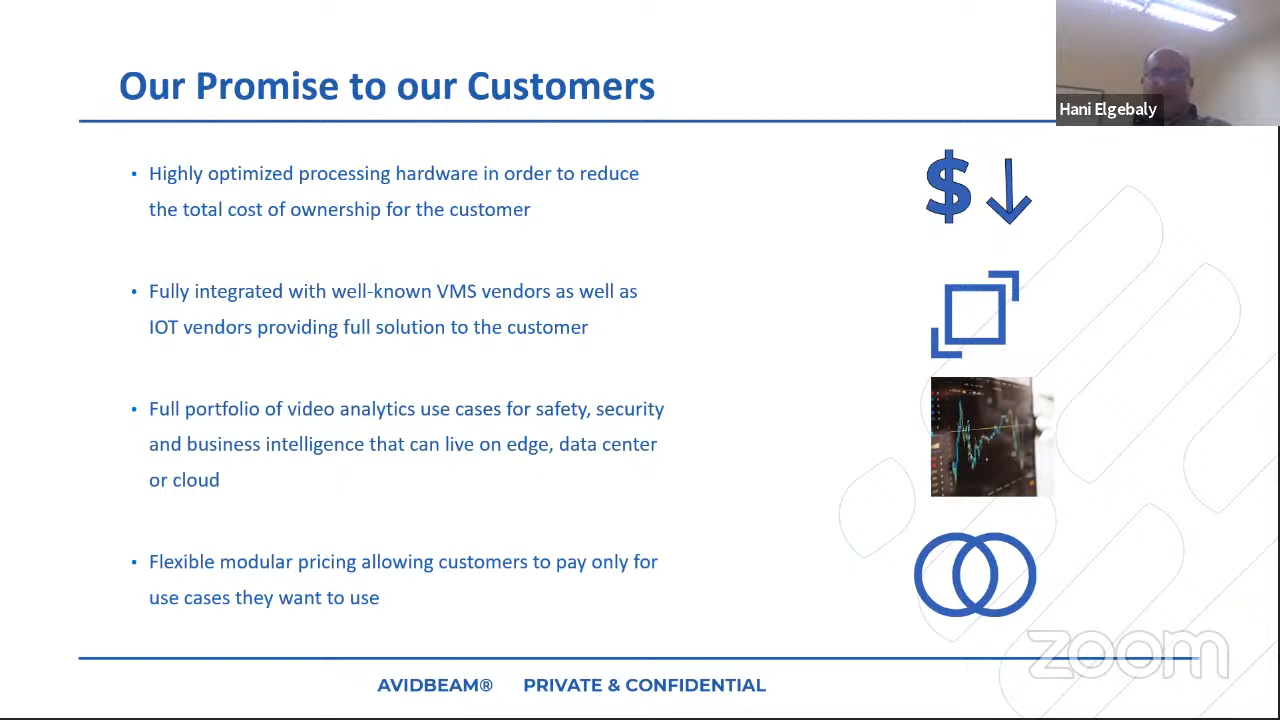 Our Promise to our Customers
Hani Elgebaly
• Highly optimized processing hardware in order to reduce
the total cost of ownership for the customer
• Fully integrated with well-known VMS vendors as well as
IOT vendors providing full solution to the customer
• Full portfolio of video analytics use cases for safety, security
and business intelligence that can live on edge, data center
or cloud
• Flexible modular pricing allowing customers to pay only for
use cases they want to use
zoom
AVIDBEAM® PRIVATE & CONFIDENTIAL